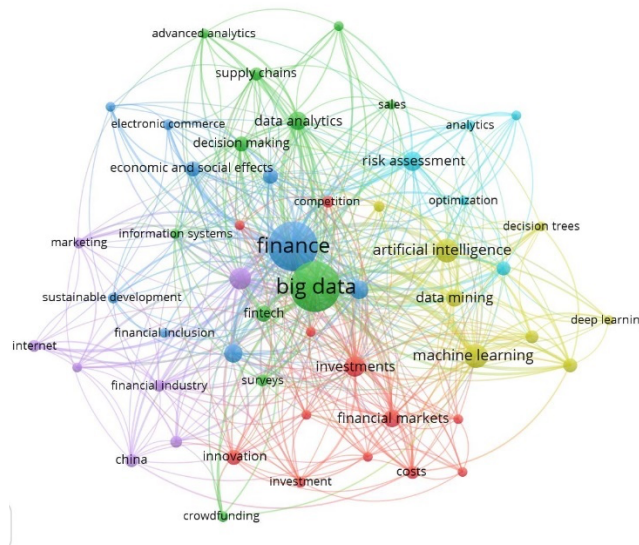 advanced analytics
supply chains
sales
data analytics
electronic commerce
analytics
decision making
risk assessment
economic and social effects
competition
optimization
decision trees
information systems
marketing
finance
artificial intelligence
big data
sustainable development
data mining
fintech
deep learnin
financial inclusion
internet
machine learning
investments
surveys
financial industry
financial markets
innovation
china
costs
investment
crowdfunding